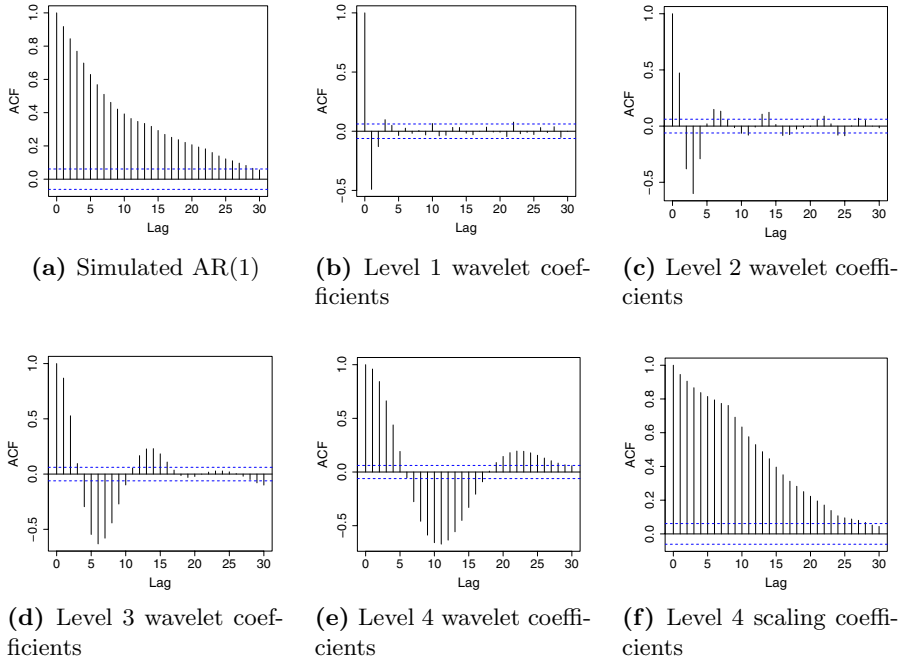 ACF
0.0 0.2 0.4 0.6 0.8 1.0
0 5 10 15 20 25 30
Lag
(a) Simulated AR(1)
ACF
−0.5 0.0 0.5 1.0
0 5 10 15 20 25 30
Lag
(b) Level 1 wavelet coef-
ficients
ACF
−0.5 0.0 0.5 1.0
0 5 10 15 20 25 30
Lag
(c) Level 2 wavelet coeffi-
cients
ACF
−0.5 0.0 0.5 1.0
0 5 10 15 20 25 30
Lag
(d) Level 3 wavelet coef-
ficients
ACF
−0.5 0.0 0.5 1.0
0 5 10 15 20 25 30
Lag
(e) Level 4 wavelet coeffi-
cients
ACF
0.0 0.2 0.4 0.6 0.8 1.0
0 5 10 15 20 25 30
Lag
(f) Level 4 scaling coeffi-
cients